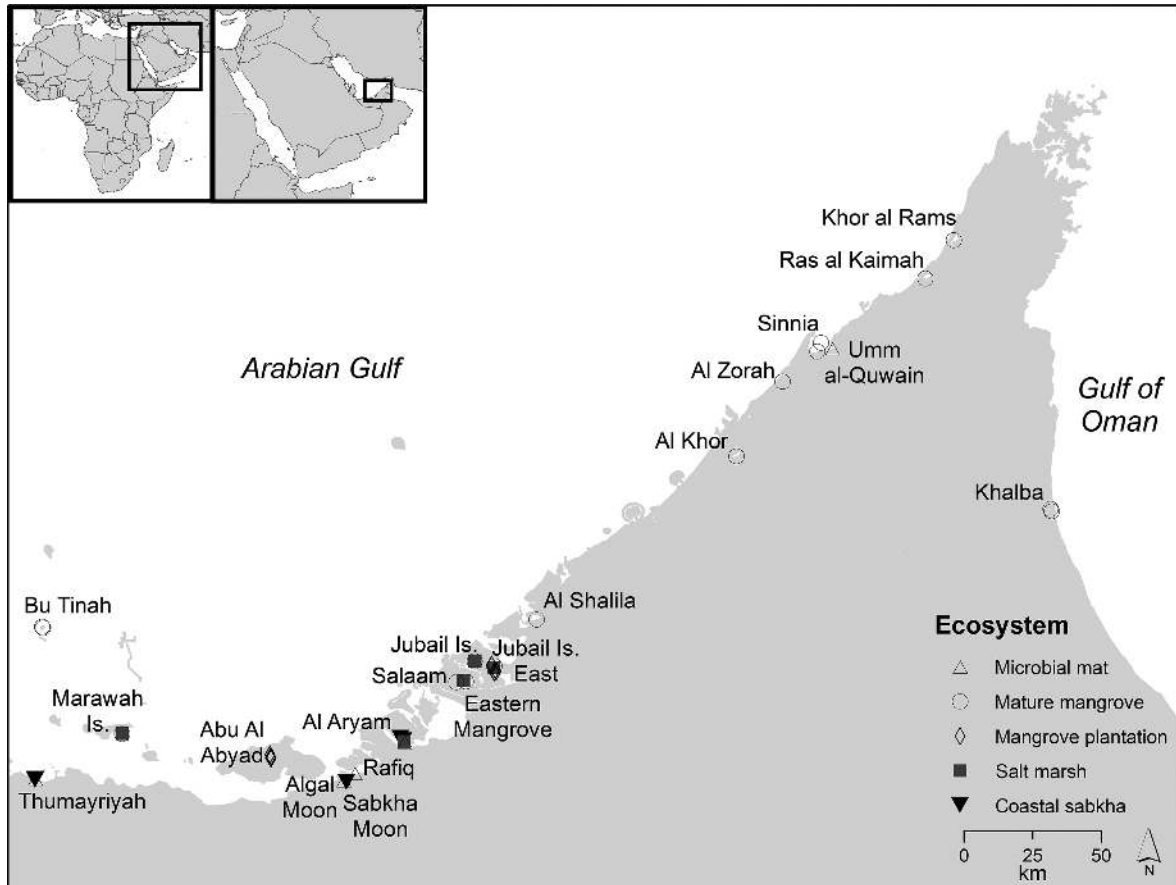 Khor al Rams
Ras al Kaimah
Sinnia
Umm
al-Quwain
Arabian Gulf
Al Zorah
Gulf of
Oman
Al Khor
Khalba
Bu Tinah
Al Shalila
Jubail Is.
Jubail Is.
East
Salaam
Eastern
Mangrove
Marawah
Is.
Abu Al
Abyad
Al Aryam
Rafiq
Algal
Moon
Sabkha
Moon
Thumayriyah
Ecosystem
Microbial mat
Mature mangrove
Mangrove plantation
Salt marsh
Coastal sabkha
0 25 50
km
N